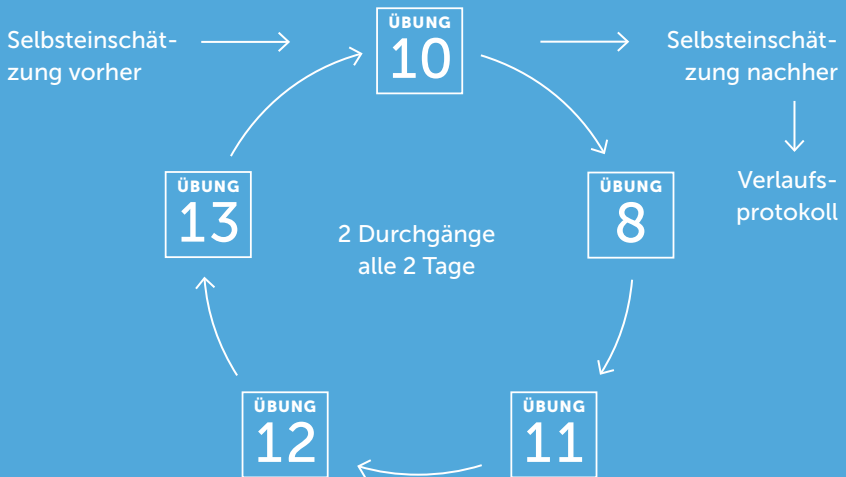 Selbsteinschät-
zung vorher
ÜBUNG
10
Selbsteinschät-
zung nachher
Verlaufs-
protokoll
ÜBUNG
13
2 Durchgänge
alle 2 Tage
ÜBUNG
8
ÜBUNG
12
ÜBUNG
11